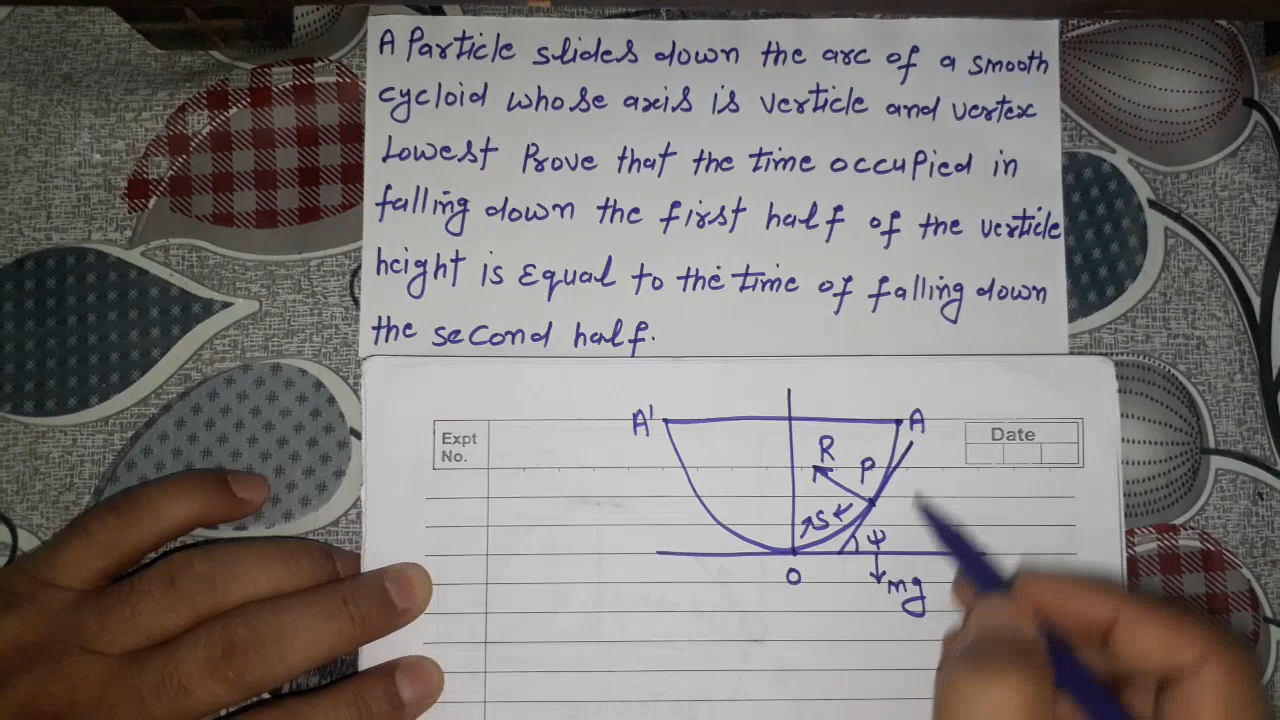 A Particle slides down the arc of a smooth
cycloid whose axis is verticle and vertex
Lowest Prove that the time occupied in
falling down the first half of the verticle
height is Equal to the time of falling down
the second half.
Expt
No.
Date
A'
A
R
P
S
ψ
O
mg